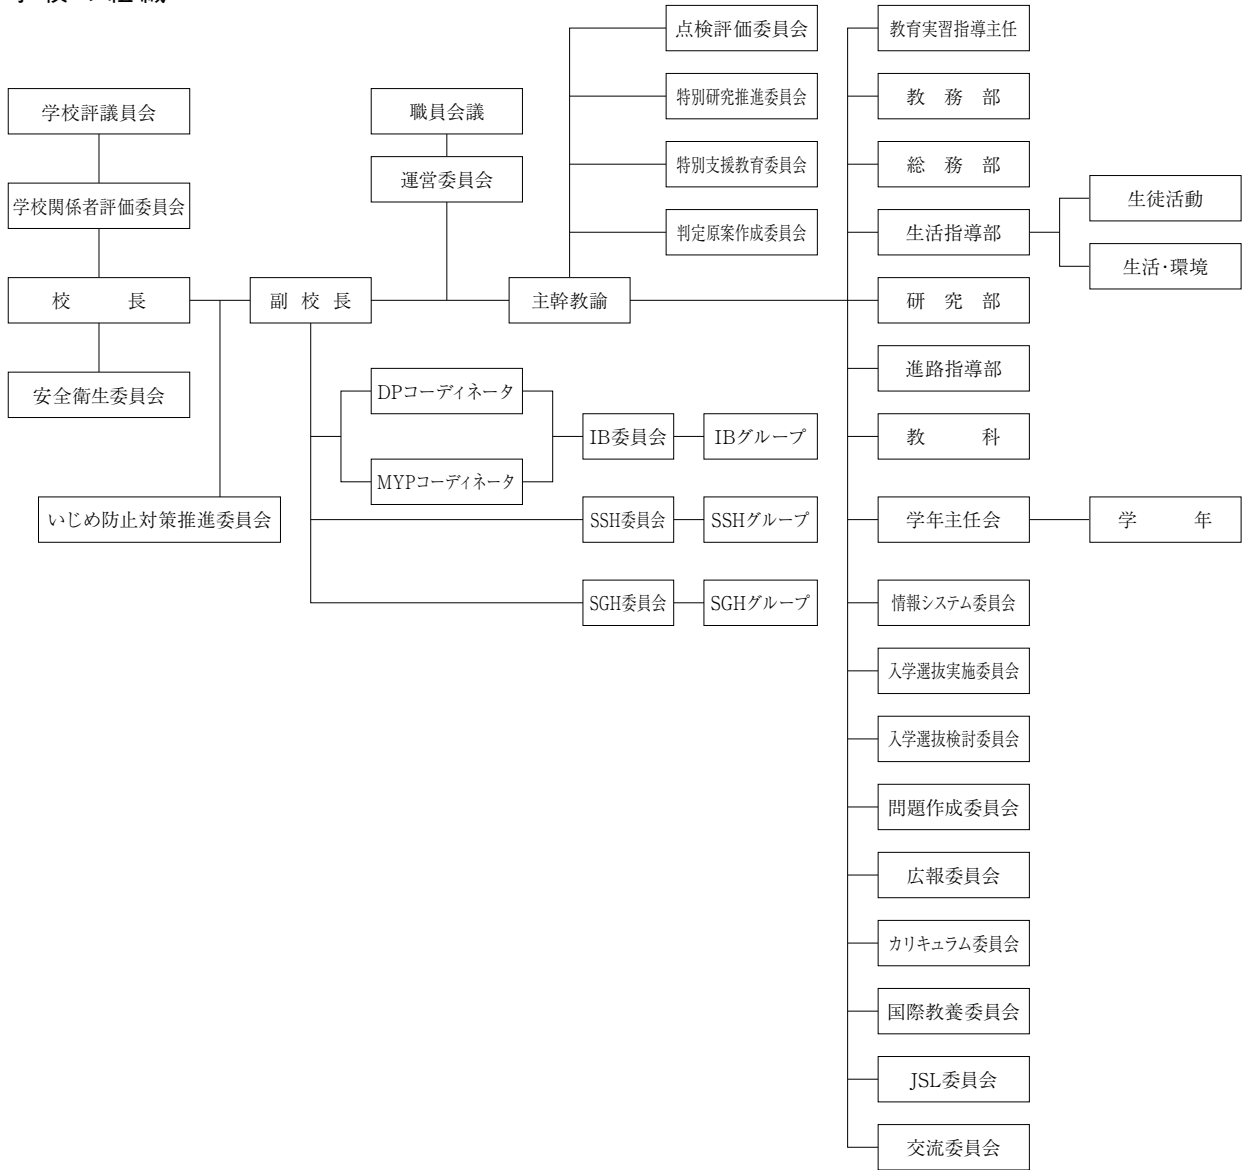 学校の組織
点検評価委員会
教育実習指導主任
特別研究推進委員会
教務部
学校評議員会
職員会議
運営委員会
特別支援教育委員会
総務部
生徒活動
学校関係者評価委員会
判定原案作成委員会
生活指導部
生活・環境
校長
副校長
主幹教諭
研究部
安全衛生委員会
DPコーディネータ
進路指導部
IB委員会
IBグループ
教科
MYPコーディネータ
いじめ防止対策推進委員会
SSH委員会
SSHグループ
学年主任会
学年
SGH委員会
SGHグループ
情報システム委員会
入学選抜実施委員会
入学選抜検討委員会
問題作成委員会
広報委員会
カリキュラム委員会
国際教養委員会
JSL委員会
交流委員会